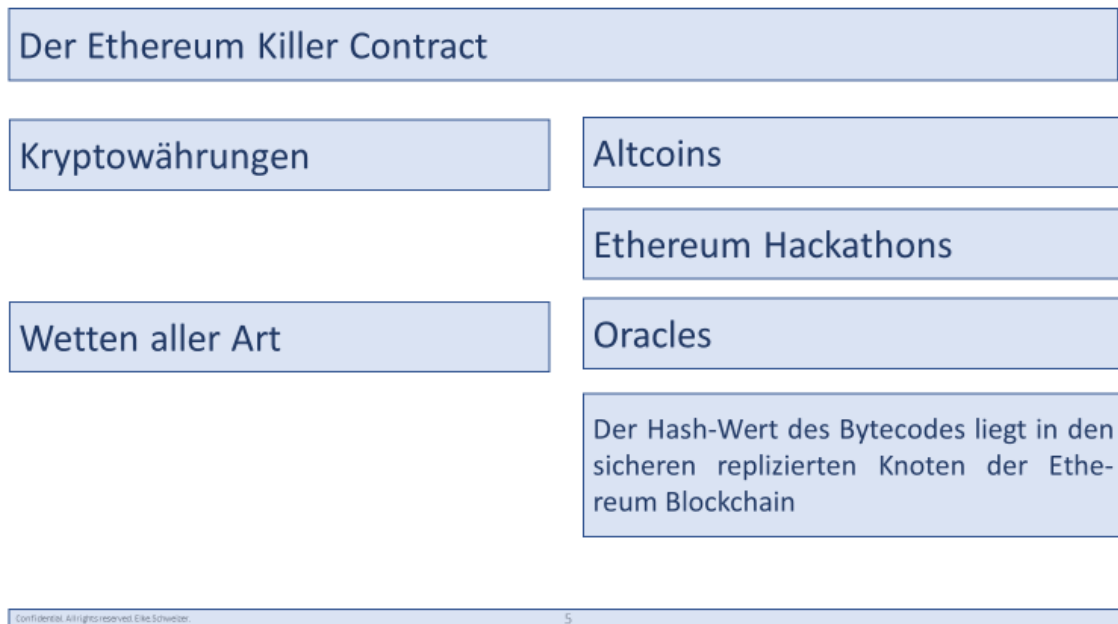 Der Ethereum Killer Contract
Kryptowährungen
Altcoins
Ethereum Hackathons
Wetten aller Art
Oracles
Der Hash-Wert des Bytecodes liegt in den
sicheren replizierten Knoten der Ethe-
reum Blockchain
Confidential. All rights reserved. Elke Schweizer.
5